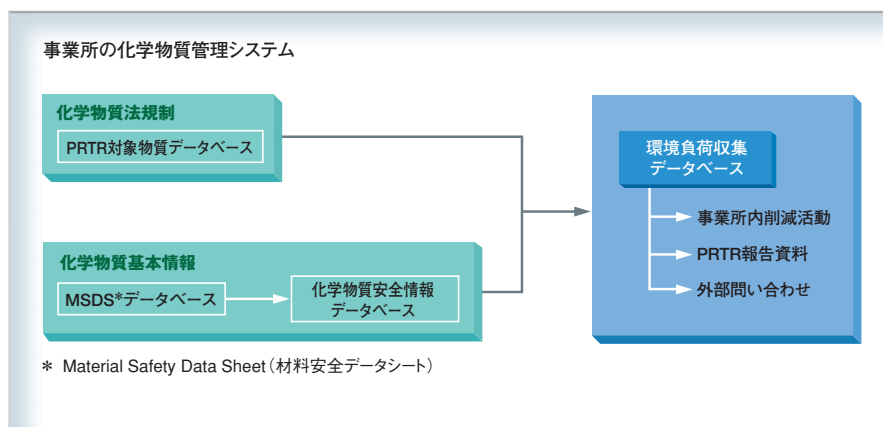 事業所の化学物質管理システム
化学物質法規制
PRTR対象物質データベース
化学物質基本情報
MSDS*データベース
化学物質安全情報
データベース
環境負荷収集
データベース
事業所内削減活動
PRTR報告資料
外部問い合わせ
* Material Safety Data Sheet(材料安全データシート)